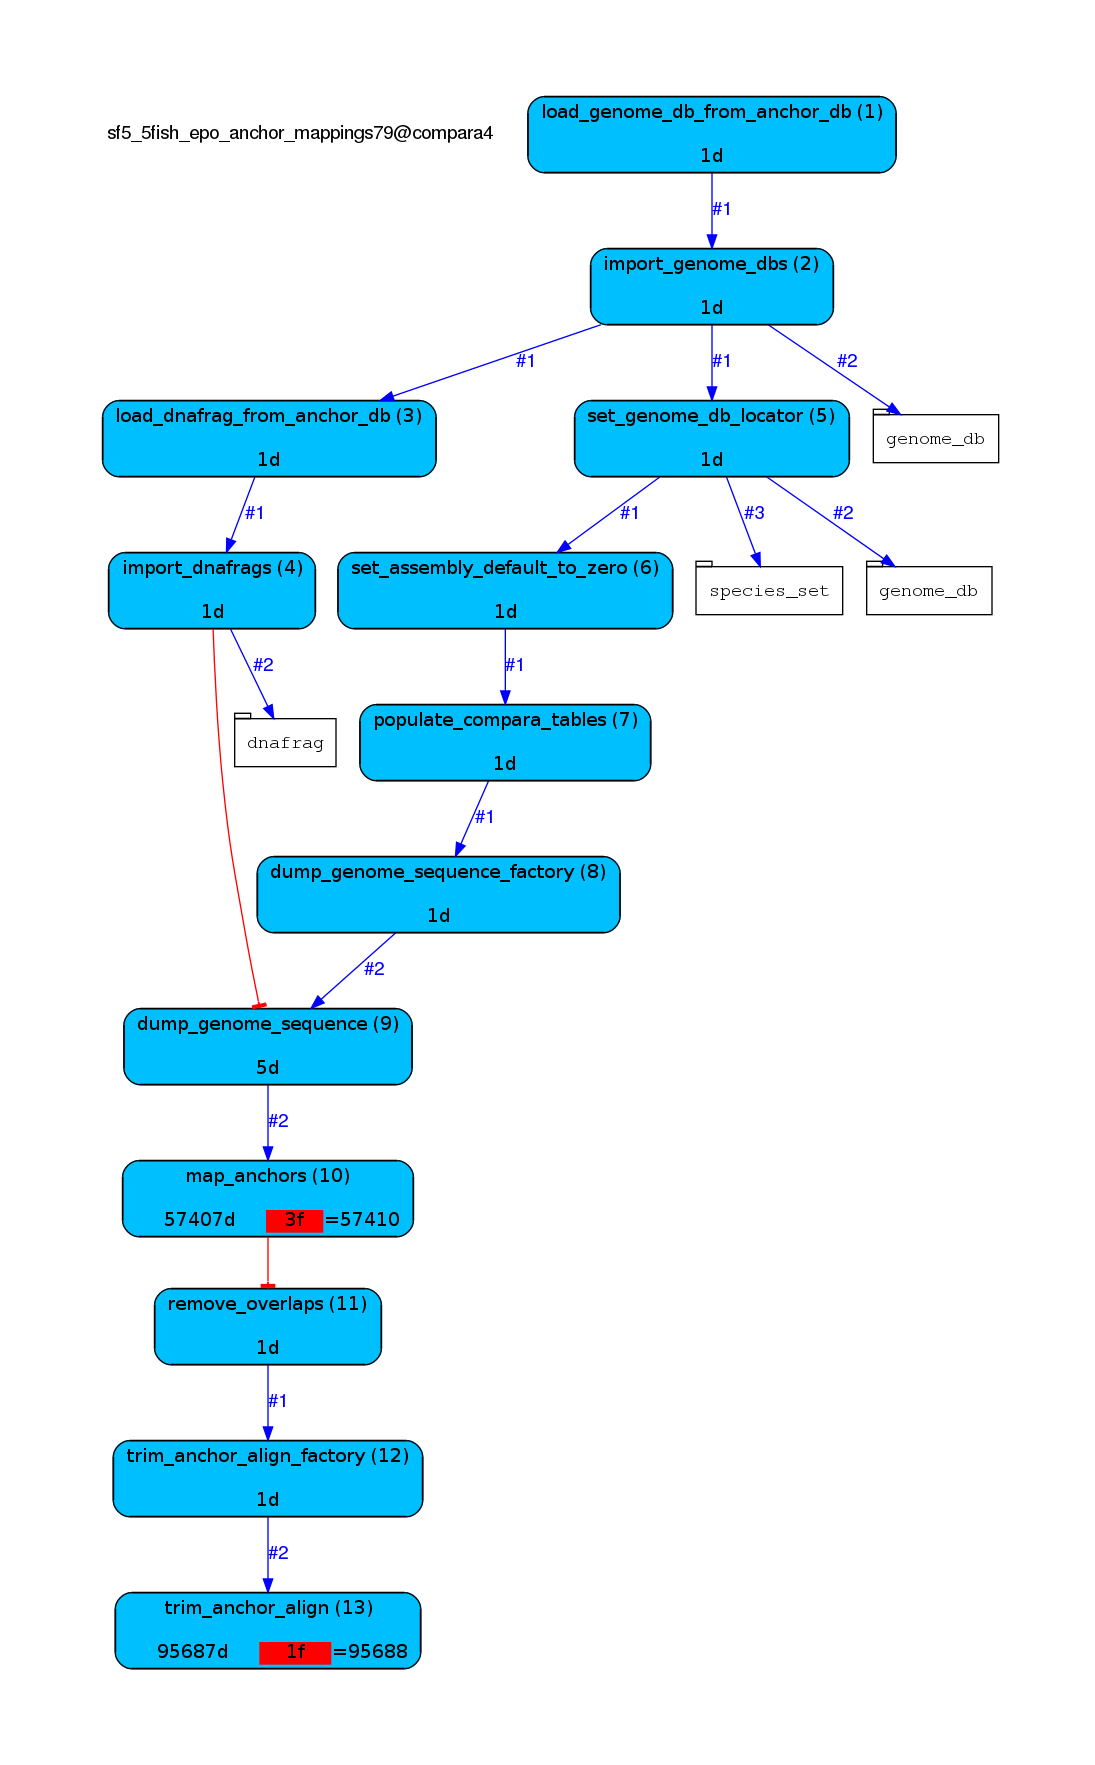 sf5_5fish_epo_anchor_mappings79@compara4
load_genome_db_from_anchor_db (1)
1d
#1
import_genome_dbs (2)
1d
#1
#1
#2
load_dnafrag_from_anchor_db (3)
1d
set_genome_db_locator (5)
1d
genome_db
#1
#1
#3
#2
import_dnafrags (4)
1d
set_assembly_default_to_zero (6)
1d
species_set
genome_db
#2
#1
dnafrag
populate_compara_tables (7)
1d
#1
dump_genome_sequence_factory (8)
1d
#2
dump_genome_sequence (9)
5d
#2
map_anchors (10)
57407d 3f =57410
remove_overlaps (11)
1d
#1
trim_anchor_align_factory (12)
1d
#2
trim_anchor_align (13)
95687d 1f =95688